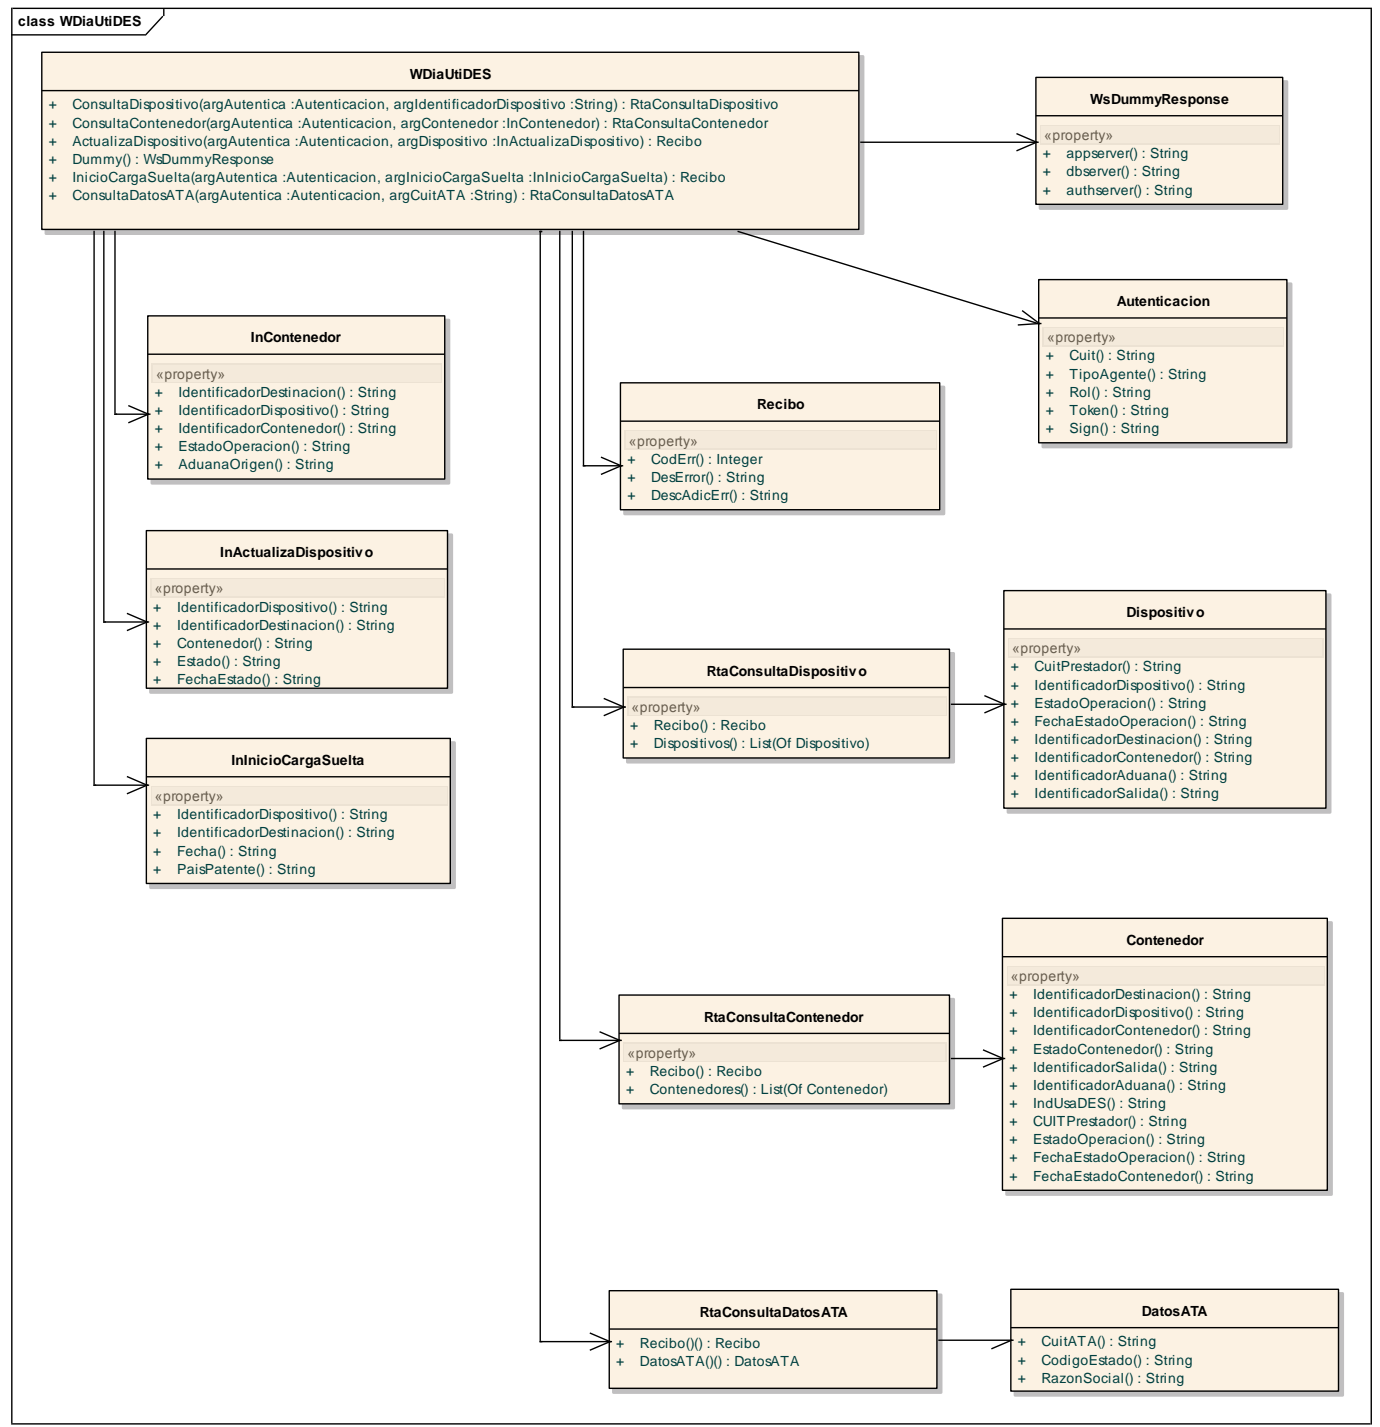 class WDiaUtiDES
WDiaUtiDES
+ ConsultaDispositivo(argAutentica :Autenticacion, argIdentificadorDispositivo :String) : RtaConsultaDispositivo
+ ConsultaContenedor(argAutentica :Autenticacion, argContenedor :InContenedor) : RtaConsultaContenedor
+ ActualizaDispositivo(argAutentica :Autenticacion, argDispositivo :InActualizaDispositivo) : Recibo
+ Dummy() : WsDummyResponse
+ InicioCargaSuelta(argAutentica :Autenticacion, argInicioCargaSuelta :InInicioCargaSuelta) : Recibo
+ ConsultaDatosATA(argAutentica :Autenticacion, argCuitATA :String) : RtaConsultaDatosATA
WsDummyResponse
«property»
+ appserver() : String
+ dbserver() : String
+ authserver() : String
Autenticacion
«property»
+ Cuit() : String
+ TipoAgente() : String
+ Rol() : String
+ Token() : String
+ Sign() : String
InContenedor
«property»
+ IdentificadorDestinacion() : String
+ IdentificadorDispositivo() : String
+ IdentificadorContenedor() : String
+ EstadoOperacion() : String
+ AduanaOrigen() : String
Recibo
«property»
+ CodErr() : Integer
+ DesError() : String
+ DescAdicErr() : String
InActualizaDispositivo
«property»
+ IdentificadorDispositivo() : String
+ IdentificadorDestinacion() : String
+ Contenedor() : String
+ Estado() : String
+ FechaEstado() : String
Dispositivo
«property»
+ CuitPrestador() : String
+ IdentificadorDispositivo() : String
+ EstadoOperacion() : String
+ FechaEstadoOperacion() : String
+ IdentificadorDestinacion() : String
+ IdentificadorContenedor() : String
+ IdentificadorAduana() : String
+ IdentificadorSalida() : String
RtaConsultaDispositivo
«property»
+ Recibo() : Recibo
+ Dispositivos() : List(Of Dispositivo)
InInicioCargaSuelta
«property»
+ IdentificadorDispositivo() : String
+ IdentificadorDestinacion() : String
+ Fecha() : String
+ PaisPatente() : String
Contenedor
«property»
+ IdentificadorDestinacion() : String
+ IdentificadorDispositivo() : String
+ IdentificadorContenedor() : String
+ EstadoContenedor() : String
+ IdentificadorSalida() : String
+ IdentificadorAduana() : String
+ IndUsaDES() : String
+ CUITPrestador() : String
+ EstadoOperacion() : String
+ FechaEstadoOperacion() : String
+ FechaEstadoContenedor() : String
RtaConsultaContenedor
«property»
+ Recibo() : Recibo
+ Contenedores() : List(Of Contenedor)
RtaConsultaDatosATA
+ Recibo()() : Recibo
+ DatosATA()() : DatosATA
DatosATA
+ CuitATA() : String
+ CodigoEstado() : String
+ RazonSocial() : String